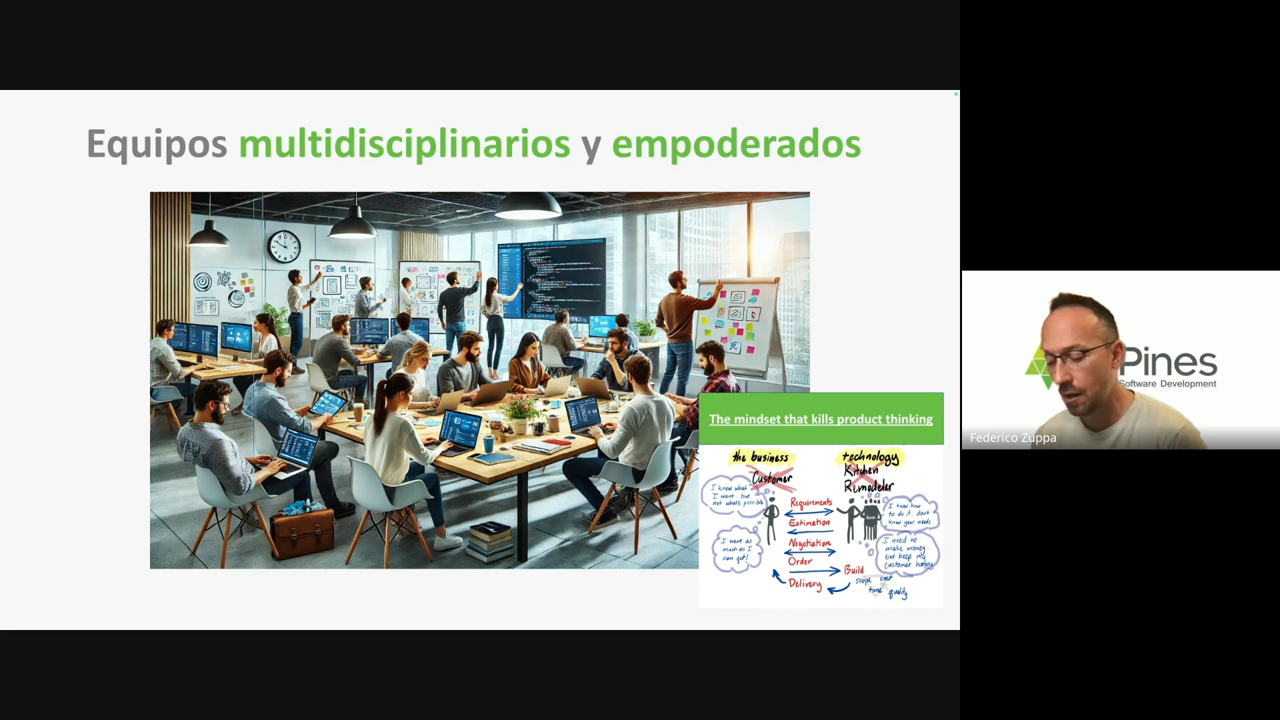 Equipos multidisciplinarios y empoderados
The mindset that kills product thinking
the business
Customer
technology
Kitchen
Remodeler
I know what
I want but
not what's possible
I want as
much as I
can get!
Requirements
Estimation
Negotiation
Order
Delivery
Build
I know how
to do it.. don't
know your needs
I need to
make money
but keep my
customer happy
scope cost
time quality
Pines
Software Development
Federico Zuppa